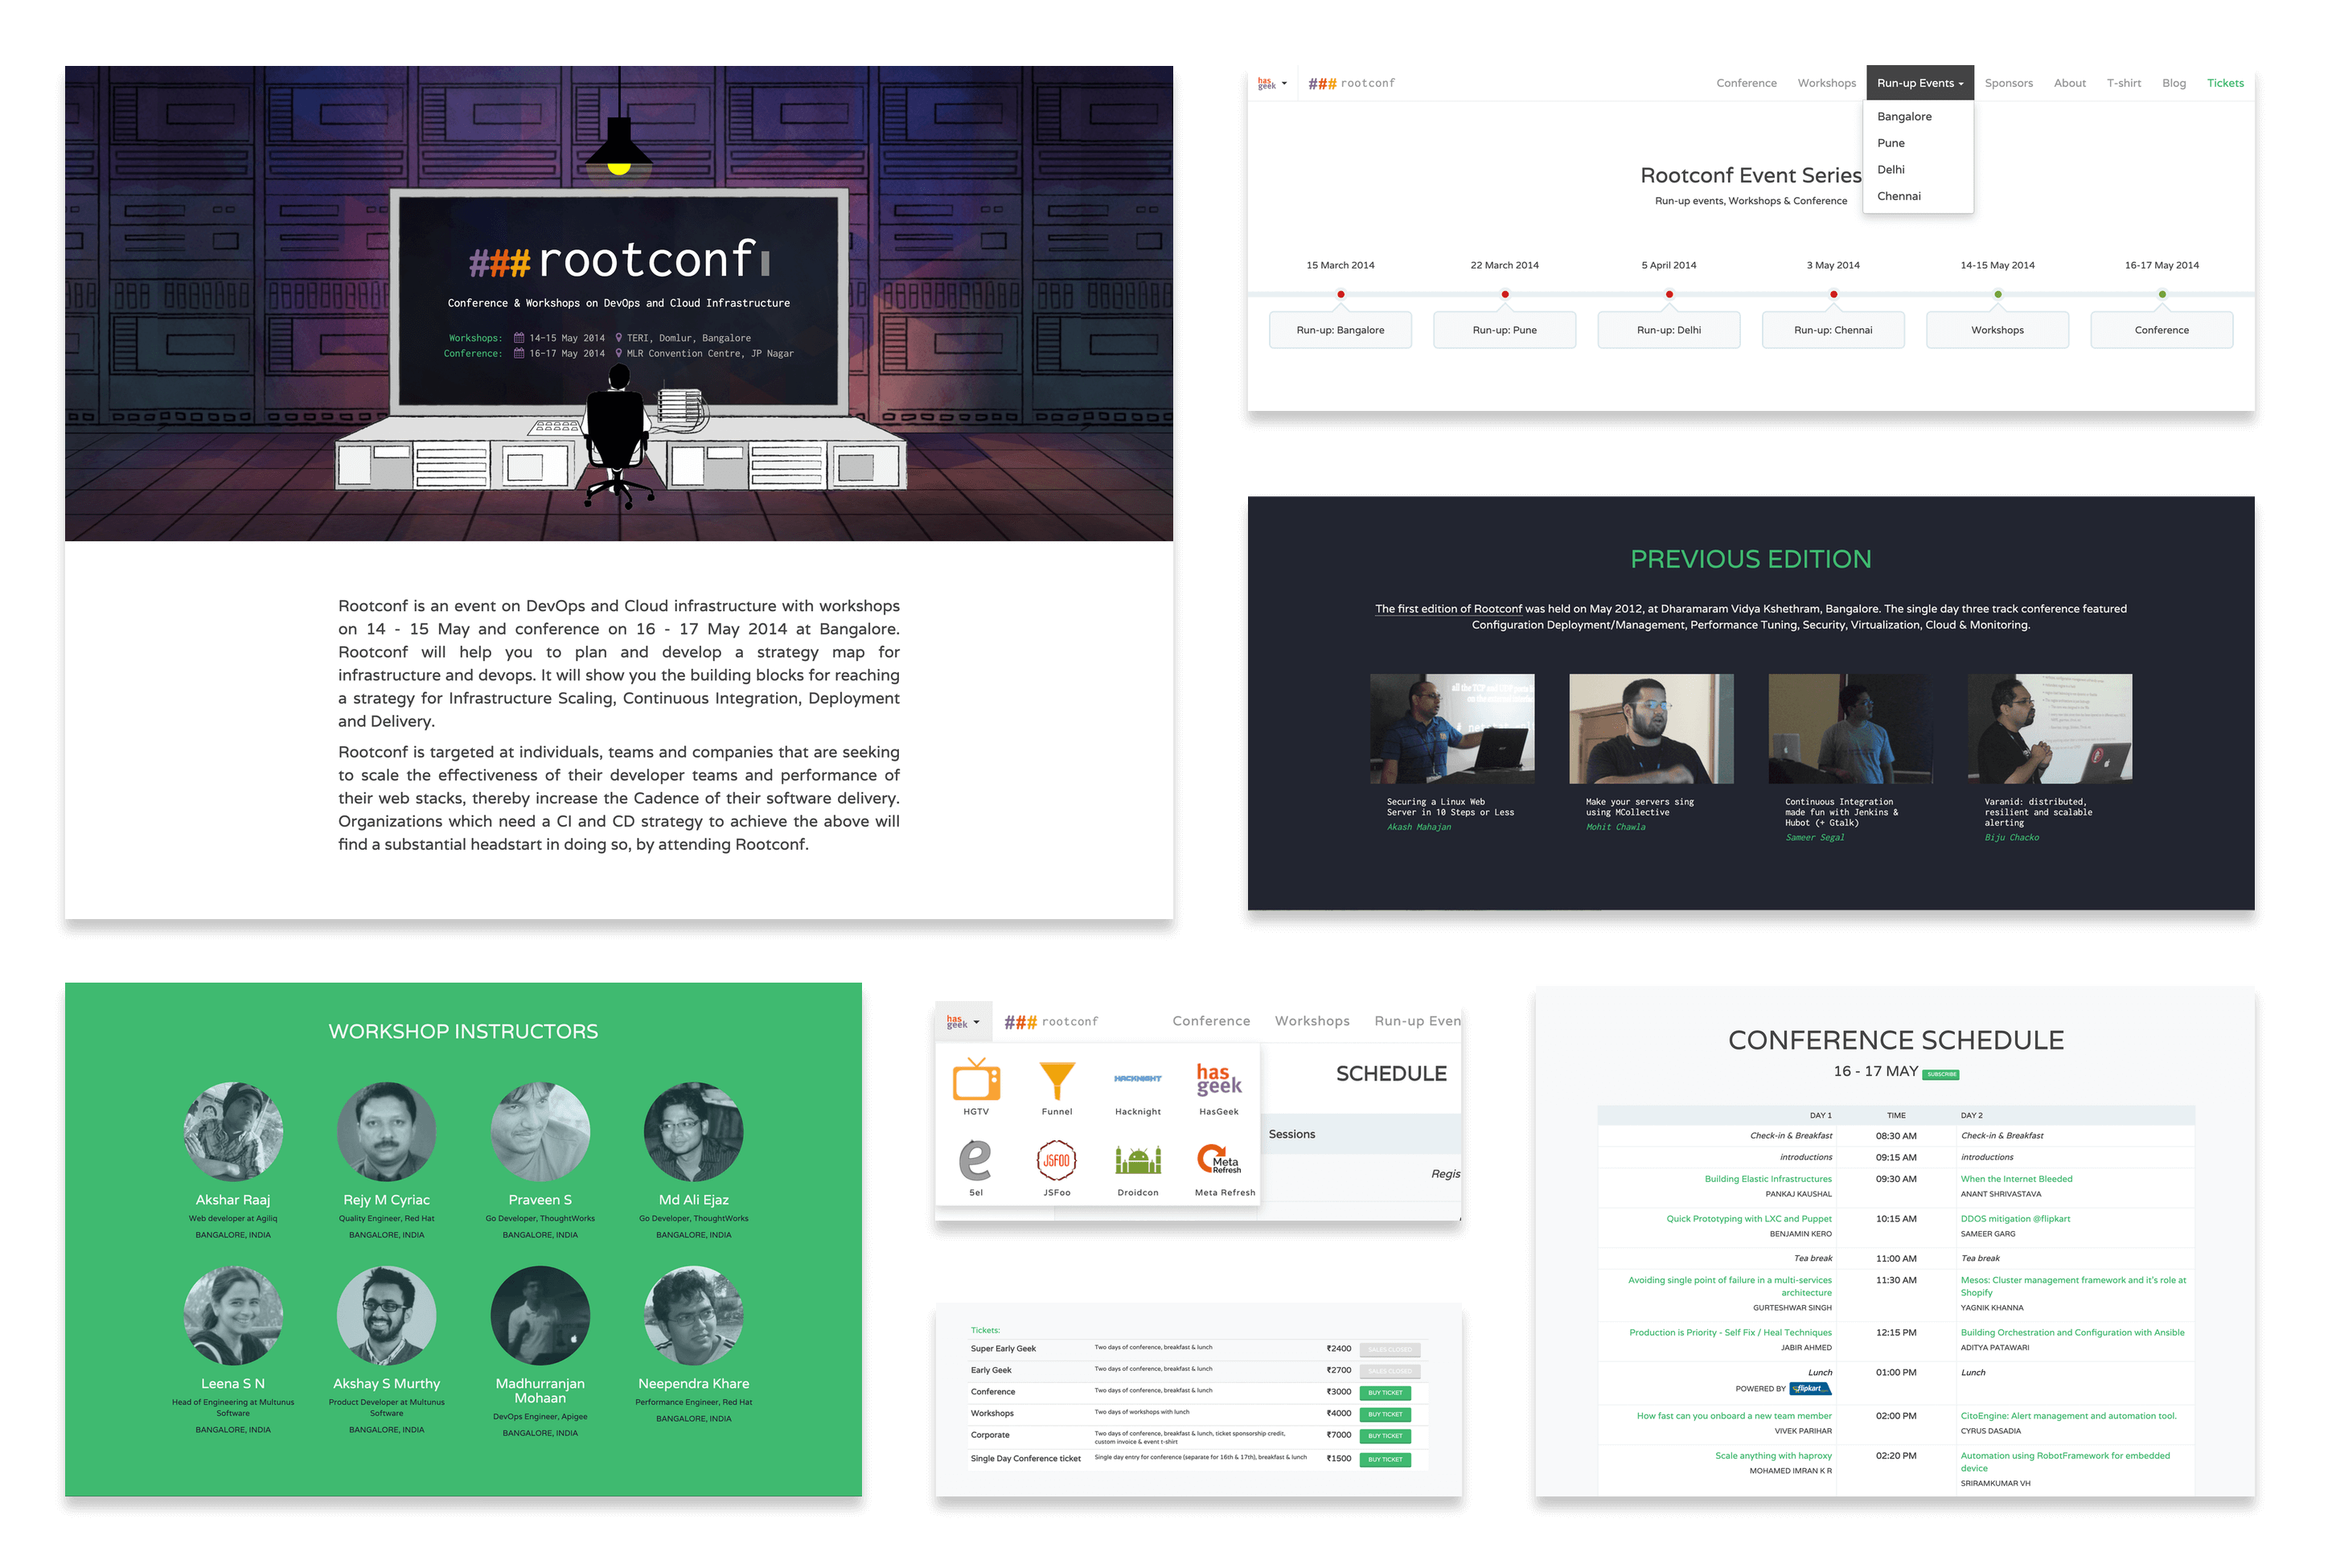 ###rootconf
Conference & Workshops on DevOps and Cloud Infrastructure
Workshops: 14-15 May 2014 TERI, Domlur, Bangalore
Conference: 16-17 May 2014 MLR Convention Centre, JP Nagar
Rootconf is an event on DevOps and Cloud infrastructure with workshops
on 14 - 15 May and conference on 16 - 17 May 2014 at Bangalore.
Rootconf will help you to plan and develop a strategy map for
infrastructure and devops. It will show you the building blocks for reaching
a strategy for Infrastructure Scaling, Continuous Integration, Deployment
and Delivery.
Rootconf is targeted at individuals, teams and companies that are seeking
to scale the effectiveness of their developer teams and performance of
their web stacks, thereby increase the Cadence of their software delivery.
Organizations which need a CI and CD strategy to achieve the above will
find a substantial headstart in doing so, by attending Rootconf.
has
geek
### rootconf
Conference Workshops Run-up Events Sponsors About T-shirt Blog Tickets
Bangalore
Pune
Delhi
Chennai
Rootconf Event Series
Run-up events, Workshops & Conference
15 March 2014 22 March 2014 5 April 2014 3 May 2014 14-15 May 2014 16-17 May 2014
Run-up: Bangalore Run-up: Pune Run-up: Delhi Run-up: Chennai Workshops Conference
PREVIOUS EDITION
The first edition of Rootconf was held on May 2012, at Dharamaram Vidya Kshethram, Bangalore. The single day three track conference featured
Configuration Deployment/Management, Performance Tuning, Security, Virtualization, Cloud & Monitoring.
all the TCP and UDP
Securing a Linux Web
Server in 10 Steps or Less
Akash Mahajan
Make your servers sing
using MCollective
Mohit Chawla
Continuous Integration
made fun with Jenkins &
Hubot (+ Gtalk)
Sameer Segal
Varanid: distributed,
resilient and scalable
alerting
Biju Chacko
WORKSHOP INSTRUCTORS
Akshar Raaj
Web developer at Agiliq
BANGALORE, INDIA
Rejy M Cyriac
Quality Engineer, Red Hat
BANGALORE, INDIA
Praveen S
Go Developer, ThoughtWorks
BANGALORE, INDIA
Md Ali Ejaz
Go Developer, ThoughtWorks
BANGALORE, INDIA
Leena S N
Head of Engineering at Multunus
Software
BANGALORE, INDIA
Akshay S Murthy
Product Developer at Multunus
Software
BANGALORE, INDIA
Madhurranjan
Mohaan
DevOps Engineer, Apigee
BANGALORE, INDIA
Neependra Khare
Performance Engineer, Red Hat
BANGALORE, INDIA
has
geek
### rootconf
Conference Workshops Run-up Even
HACKNIGHT
has
geek
HGTV Funnel Hacknight HasGeek
e
JSFOO
Meta
Refresh
5el JSFoo Droidcon Meta Refresh
SCHEDULE
Sessions
Regis
Tickets:
Super Early Geek Two days of conference, breakfast & lunch ₹2400 SALES CLOSED
Early Geek Two days of conference, breakfast & lunch ₹2700 SALES CLOSED
Conference Two days of conference, breakfast & lunch ₹3000 BUY TICKET
Workshops Two days of workshops with lunch ₹4000 BUY TICKET
Corporate Two days of conference, breakfast & lunch, ticket sponsorship credit, ₹7000 BUY TICKET
custom invoice & event t-shirt
Single Day Conference ticket Single day entry for conference (separate for 16th & 17th), breakfast & lunch ₹1500 BUY TICKET
CONFERENCE SCHEDULE
16 - 17 MAY SUBSCRIBE
DAY 1 TIME DAY 2
Check-in & Breakfast 08:30 AM Check-in & Breakfast
introductions 09:15 AM introductions
Building Elastic Infrastructures 09:30 AM When the Internet Bleeded
PANKAJ KAUSHAL ANANT SHRIVASTAVA
Quick Prototyping with LXC and Puppet 10:15 AM DDOS mitigation @flipkart
BENJAMIN KERO SAMEER GARG
Tea break 11:00 AM Tea break
Avoiding single point of failure in a multi-services 11:30 AM Mesos: Cluster management framework and it's role at
architecture Shopify
GURTESHWAR SINGH YAGNIK KHANNA
Production is Priority - Self Fix / Heal Techniques 12:15 PM Building Orchestration and Configuration with Ansible
JABIR AHMED ADITYA PATAWARI
Lunch 01:00 PM Lunch
POWERED BY flipkart
How fast can you onboard a new team member 02:00 PM CitoEngine: Alert management and automation tool.
VIVEK PARIHAR CYRUS DASADIA
Scale anything with haproxy 02:20 PM Automation using RobotFramework for embedded
MOHAMED IMRAN K R device
SRIRAMKUMAR VH